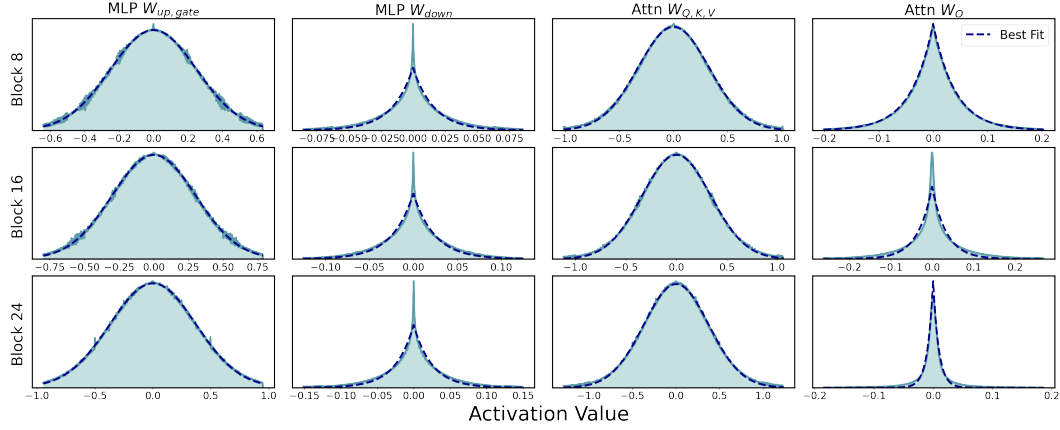 MLP W_{up, gate}
MLP W_{down}
Attn W_{Q, K, V}
Attn W_O
Block 8
Best Fit
−0.6 −0.4 −0.2 0.0 0.2 0.4 0.6
−0.075−0.050−0.025 0.000 0.025 0.050 0.075
−1.0 −0.5 0.0 0.5 1.0
−0.2 −0.1 0.0 0.1 0.2
Block 16
−0.75 −0.50 −0.25 0.00 0.25 0.50 0.75
−0.10 −0.05 0.00 0.05 0.10
−1.0 −0.5 0.0 0.5 1.0
−0.2 −0.1 0.0 0.1 0.2
Block 24
−1.0 −0.5 0.0 0.5 1.0
−0.15 −0.10 −0.05 0.00 0.05 0.10 0.15
−1.0 −0.5 0.0 0.5 1.0
−0.2 −0.1 0.0 0.1 0.2
Activation Value